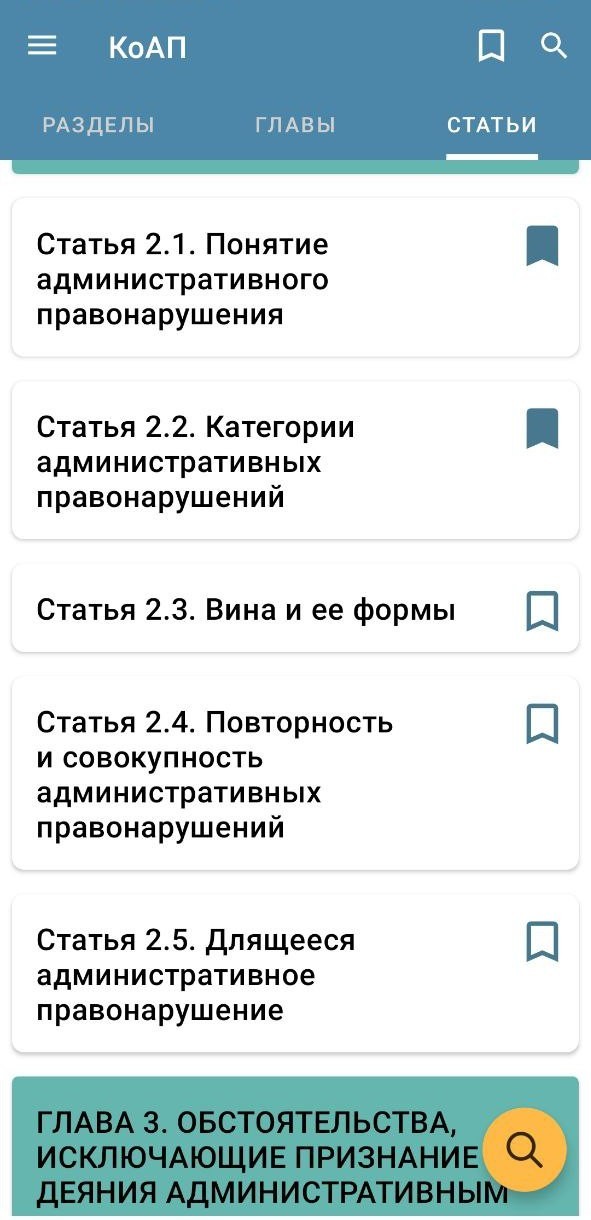 КоАП
РАЗДЕЛЫ ГЛАВЫ СТАТЬИ
Статья 2.1. Понятие
административного
правонарушения
Статья 2.2. Категории
административных
правонарушений
Статья 2.3. Вина и ее формы
Статья 2.4. Повторность
и совокупность
административных
правонарушений
Статья 2.5. Длящееся
административное
правонарушение
ГЛАВА 3. ОБСТОЯТЕЛЬСТВА,
ИСКЛЮЧАЮЩИЕ ПРИЗНАНИЕ
ДЕЯНИЯ АДМИНИСТРАТИВНЫМ